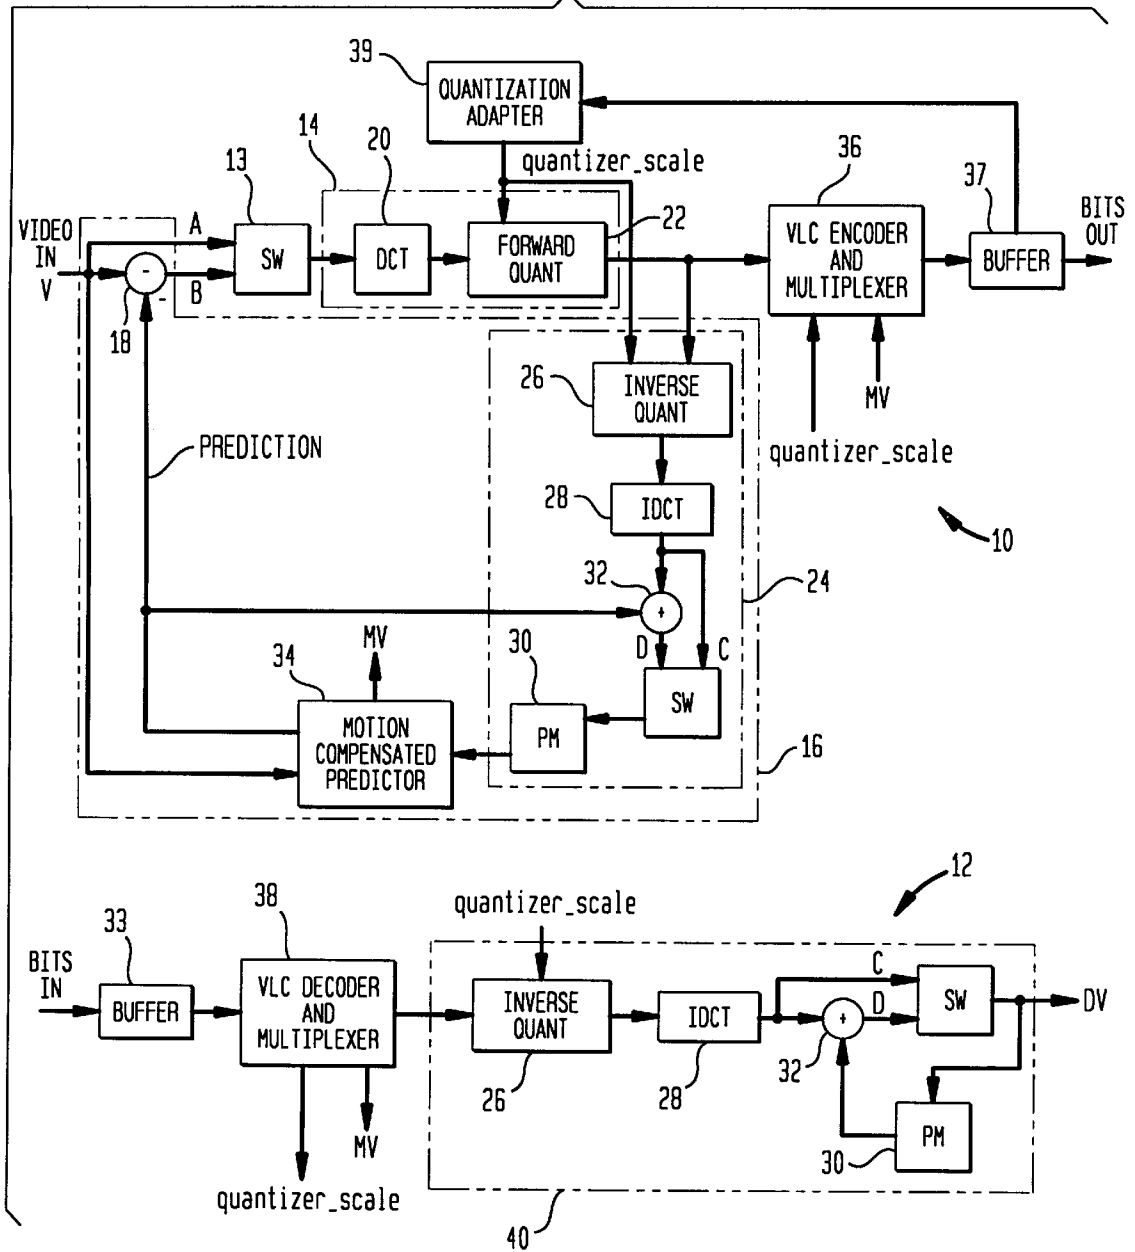 39
QUANTIZATION
ADAPTER
14
20
quantizer_scale
36
37
13
22
BITS
OUT
VIDEO
IN
V
A
SW
DCT
FORWARD
QUANT
VLC ENCODER
AND
MULTIPLEXER
BUFFER
-
B
-
18
26
INVERSE
QUANT
MV
quantizer_scale
PREDICTION
28
IDCT
10
32
+
24
D
C
MV
30
34
SW
MOTION
COMPENSATED
PREDICTOR
PM
16
12
38
quantizer_scale
33
BITS
IN
BUFFER
VLC DECODER
AND
MULTIPLEXER
INVERSE
QUANT
IDCT
C
D
+
SW
DV
32
26
28
MV
PM
30
quantizer_scale
40